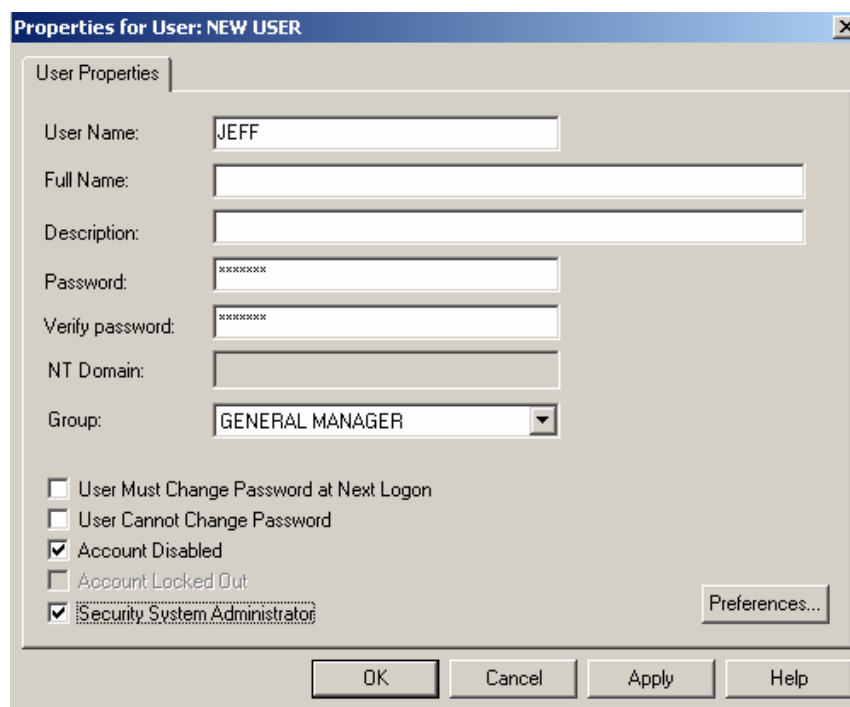 Properties for User: NEW USER
User Properties
User Name: JEFF
Full Name:
Description:
Password: *******
Verify password: *******
NT Domain:
Group: GENERAL MANAGER
User Must Change Password at Next Logon
User Cannot Change Password
Account Disabled
Account Locked Out
Security System Administrator
Preferences...
OK Cancel Apply Help